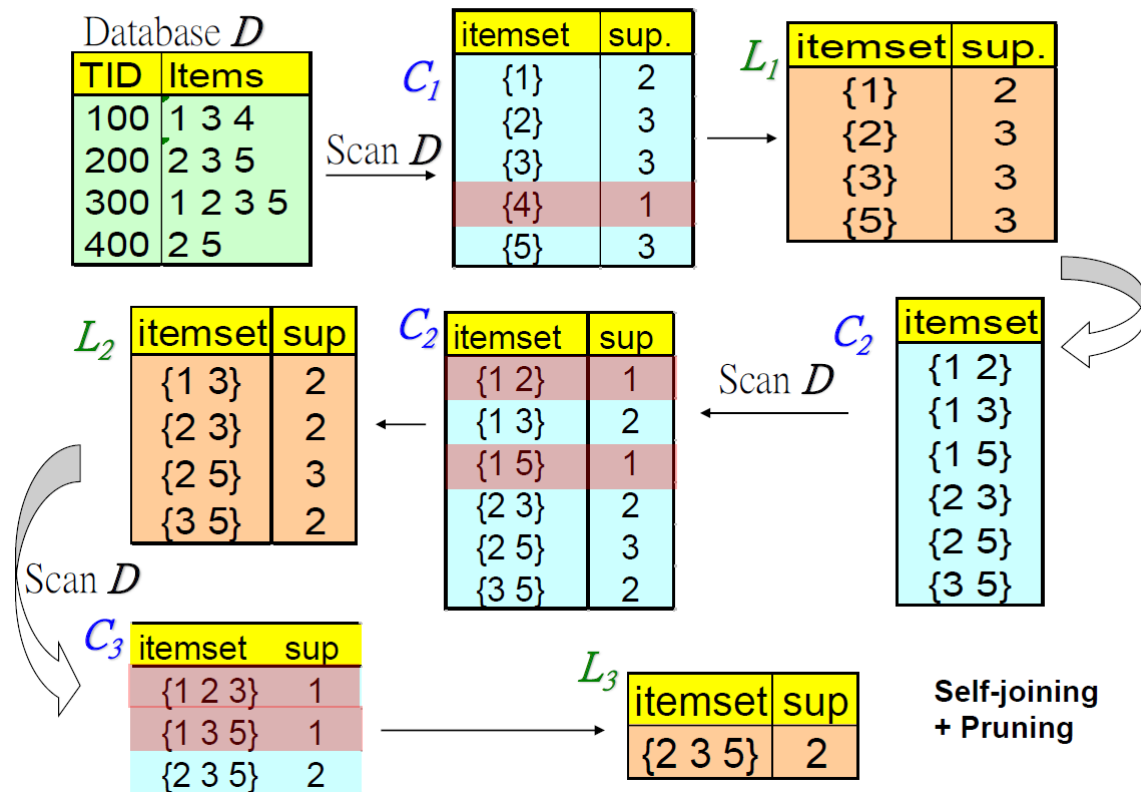 Database D
TID Items
100 1 3 4
200 2 3 5
300 1 2 3 5
400 2 5
Scan D
C1
itemset sup.
{1} 2
{2} 3
{3} 3
{4} 1
{5} 3
L1
itemset sup.
{1} 2
{2} 3
{3} 3
{5} 3
L2
itemset sup
{1 3} 2
{2 3} 2
{2 5} 3
{3 5} 2
C2
itemset sup
{1 2} 1
{1 3} 2
{1 5} 1
{2 3} 2
{2 5} 3
{3 5} 2
Scan D
C2
itemset
{1 2}
{1 3}
{1 5}
{2 3}
{2 5}
{3 5}
Scan D
C3
itemset sup
{1 2 3} 1
{1 3 5} 1
{2 3 5} 2
L3
itemset sup
{2 3 5} 2
Self-joining
+ Pruning